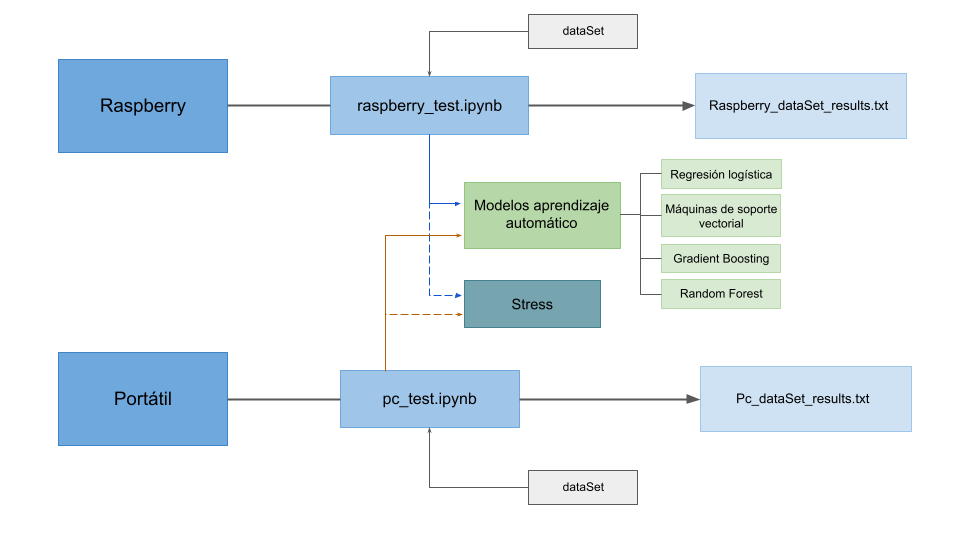 dataSet
Raspberry
raspberry_test.ipynb
Raspberry_dataSet_results.txt
Modelos aprendizaje
automático
Regresión logística
Máquinas de soporte
vectorial
Gradient Boosting
Random Forest
Stress
Portátil
pc_test.ipynb
Pc_dataSet_results.txt
dataSet